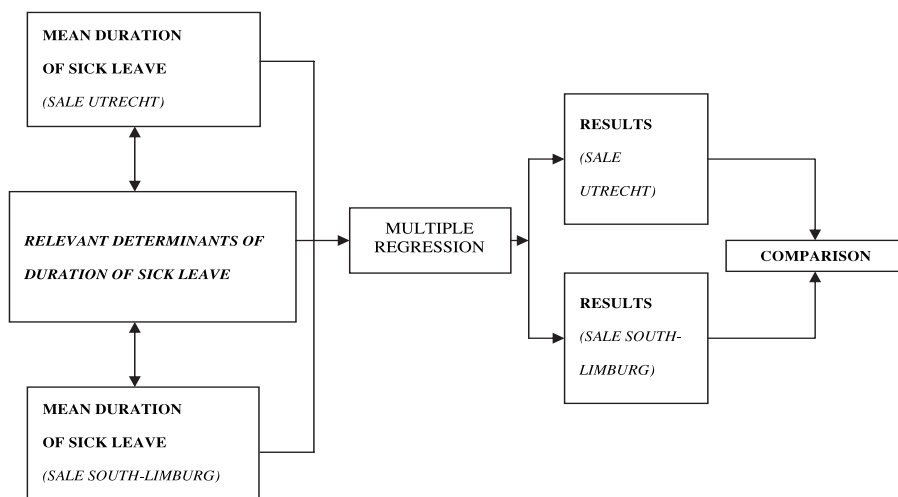 MEAN DURATION
OF SICK LEAVE
(SALE UTRECHT)
RELEVANT DETERMINANTS OF
DURATION OF SICK LEAVE
MEAN DURATION
OF SICK LEAVE
(SALE SOUTH-LIMBURG)
MULTIPLE
REGRESSION
RESULTS
(SALE
UTRECHT)
RESULTS
(SALE SOUTH-
LIMBURG)
COMPARISON